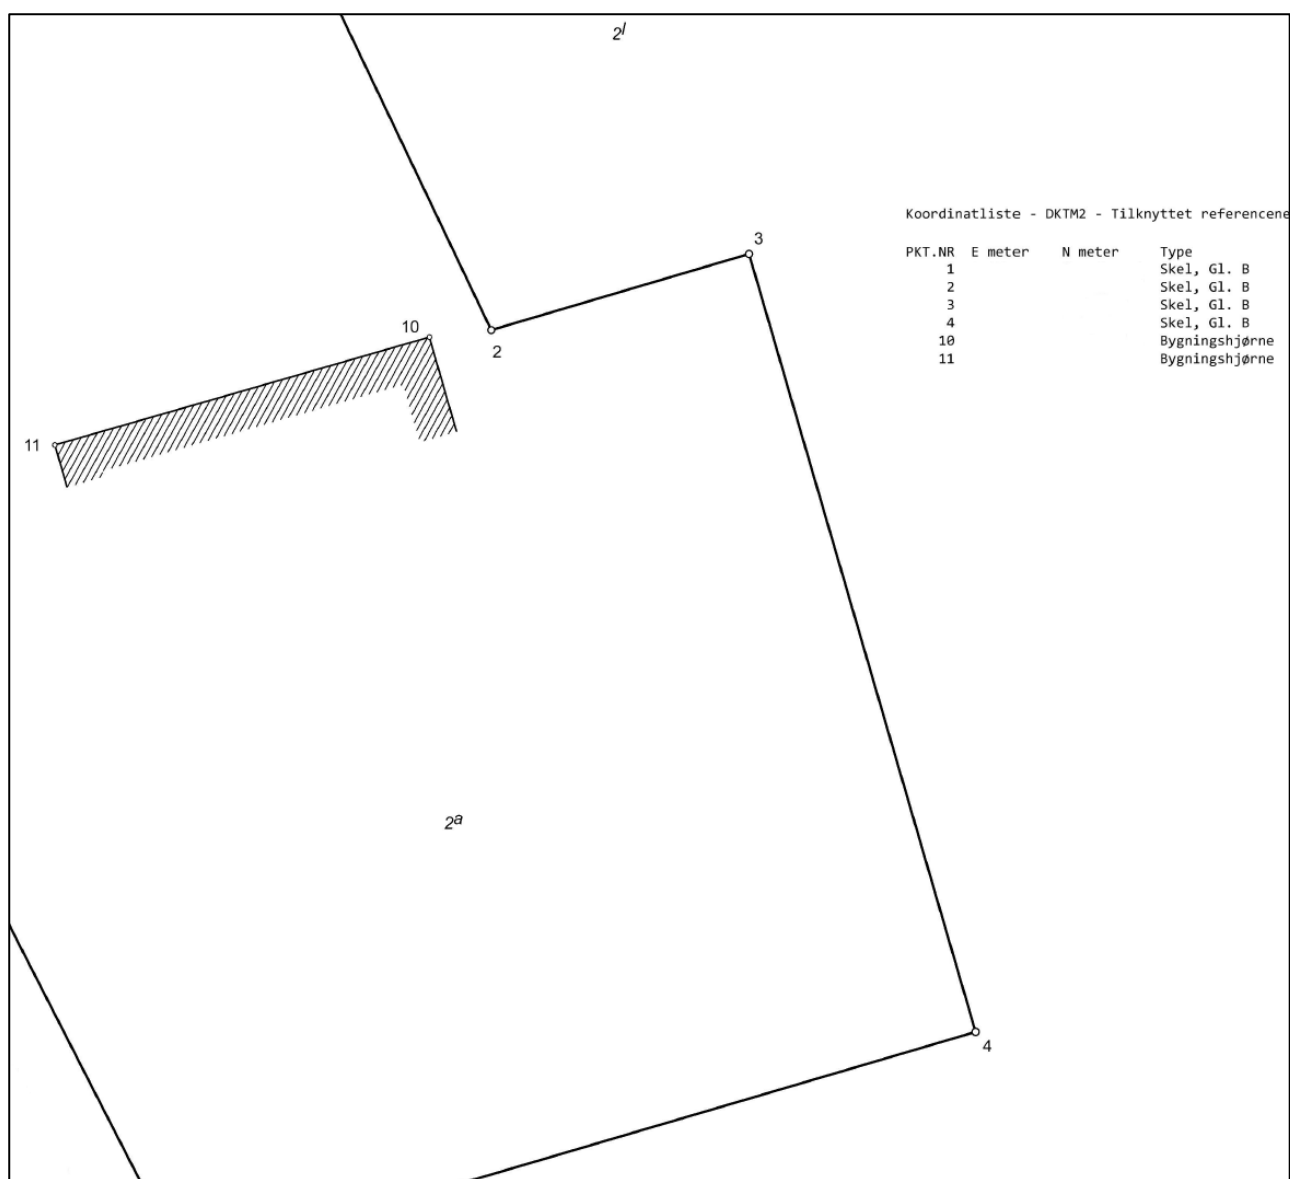 2l
Koordinatliste - DKTM2 - Tilknyttet referencene
PKT.NR E meter N meter Type
1 Skel, Gl. B
2 Skel, Gl. B
3 Skel, Gl. B
4 Skel, Gl. B
10 Bygningshjørne
11 Bygningshjørne
3
10
2
11
2a
4